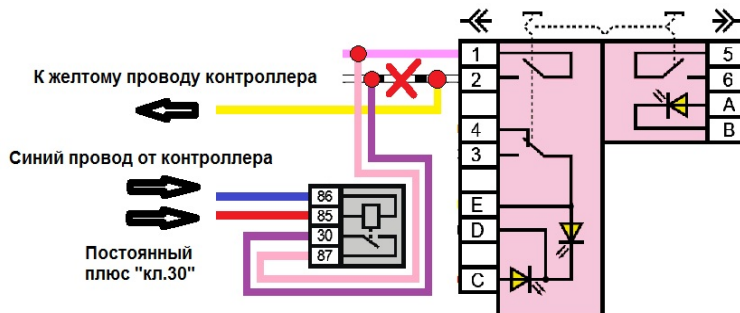 К желтому проводу контроллера
Синий провод от контроллера
Постоянный
плюс "кл.30"
86
85
30
87
1
2
4
3
E
D
C
5
6
A
B